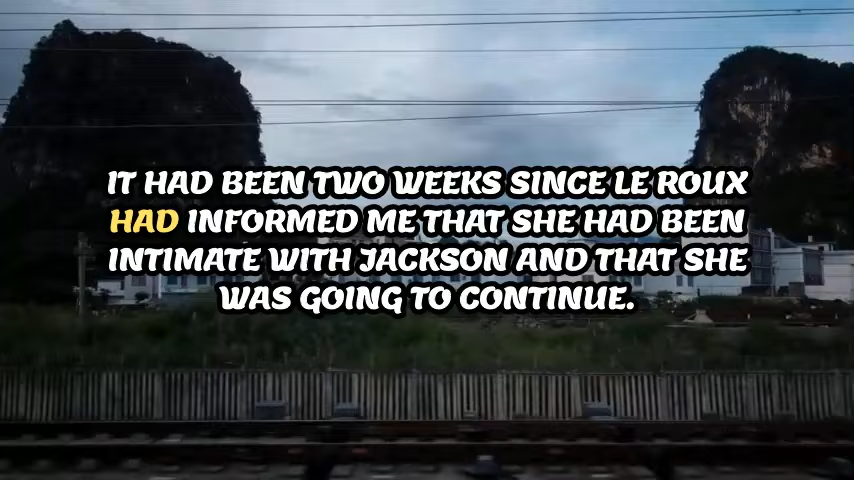 IT HAD BEEN TWO WEEKS SINCE LE ROUX
HAD INFORMED ME THAT SHE HAD BEEN
INTIMATE WITH JACKSON AND THAT SHE
WAS GOING TO CONTINUE.